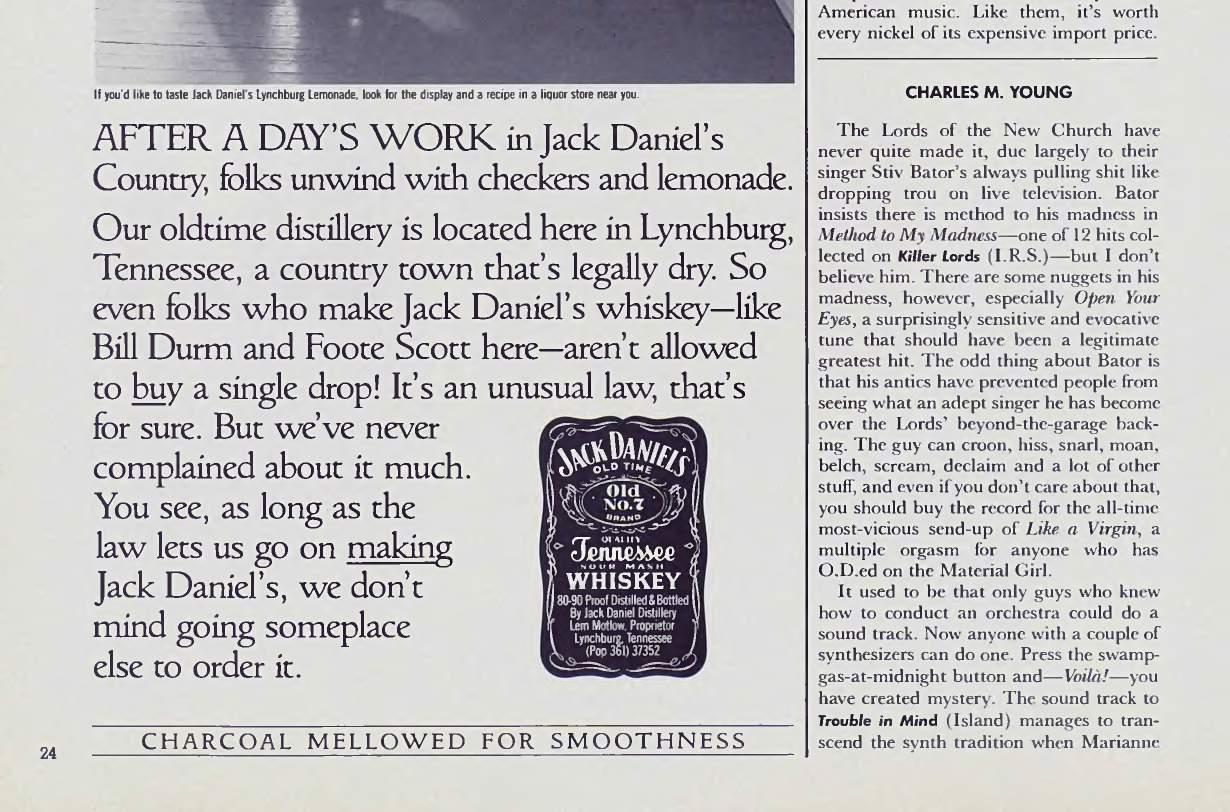 If you'd like to taste Jack Daniel's Lynchburg Lemonade, look for the display and a recipe in a liquor store near you.
AFTER A DAY'S WORK in Jack Daniel's
Country, folks unwind with checkers and lemonade.
Our oldtime distillery is located here in Lynchburg,
Tennessee, a country town that's legally dry. So
even folks who make Jack Daniel's whiskey—like
Bill Durm and Foote Scott here—aren't allowed
to buy a single drop! It's an unusual law, that's
for sure. But we've never
complained about it much.
You see, as long as the
law lets us go on making
Jack Daniel's, we don't
mind going someplace
else to order it.
JACK DANIEL'S
OLD TIME
Old
No.7
BRAND
QUALITY
Tennessee
SOUR MASH
WHISKEY
80-90 Proof Distilled & Bottled
By Jack Daniel Distillery
Lem Motlow, Proprietor
Lynchburg, Tennessee
(Pop 361) 37352
CHARCOAL MELLOWED FOR SMOOTHNESS
24
American music. Like them, it's worth
every nickel of its expensive import price.
CHARLES M. YOUNG
The Lords of the New Church have
never quite made it, due largely to their
singer Stiv Bator's always pulling shit like
dropping trou on live television. Bator
insists there is method to his madness in
Method to My Madness—one of 12 hits col-
lected on Killer Lords (I.R.S.)—but I don't
believe him. There are some nuggets in his
madness, however, especially Open Your
Eyes, a surprisingly sensitive and evocative
tune that should have been a legitimate
greatest hit. The odd thing about Bator is
that his antics have prevented people from
seeing what an adept singer he has become
over the Lords' beyond-the-garage back-
ing. The guy can croon, hiss, snarl, moan,
belch, scream, declaim and a lot of other
stuff, and even if you don't care about that,
you should buy the record for the all-time
most-vicious send-up of Like a Virgin, a
multiple orgasm for anyone who has
O.D.ed on the Material Girl.
It used to be that only guys who knew
how to conduct an orchestra could do a
sound track. Now anyone with a couple of
synthesizers can do one. Press the swamp-
gas-at-midnight button and—Voilà!—you
have created mystery. The sound track to
Trouble in Mind (Island) manages to tran-
scend the synth tradition when Marianne